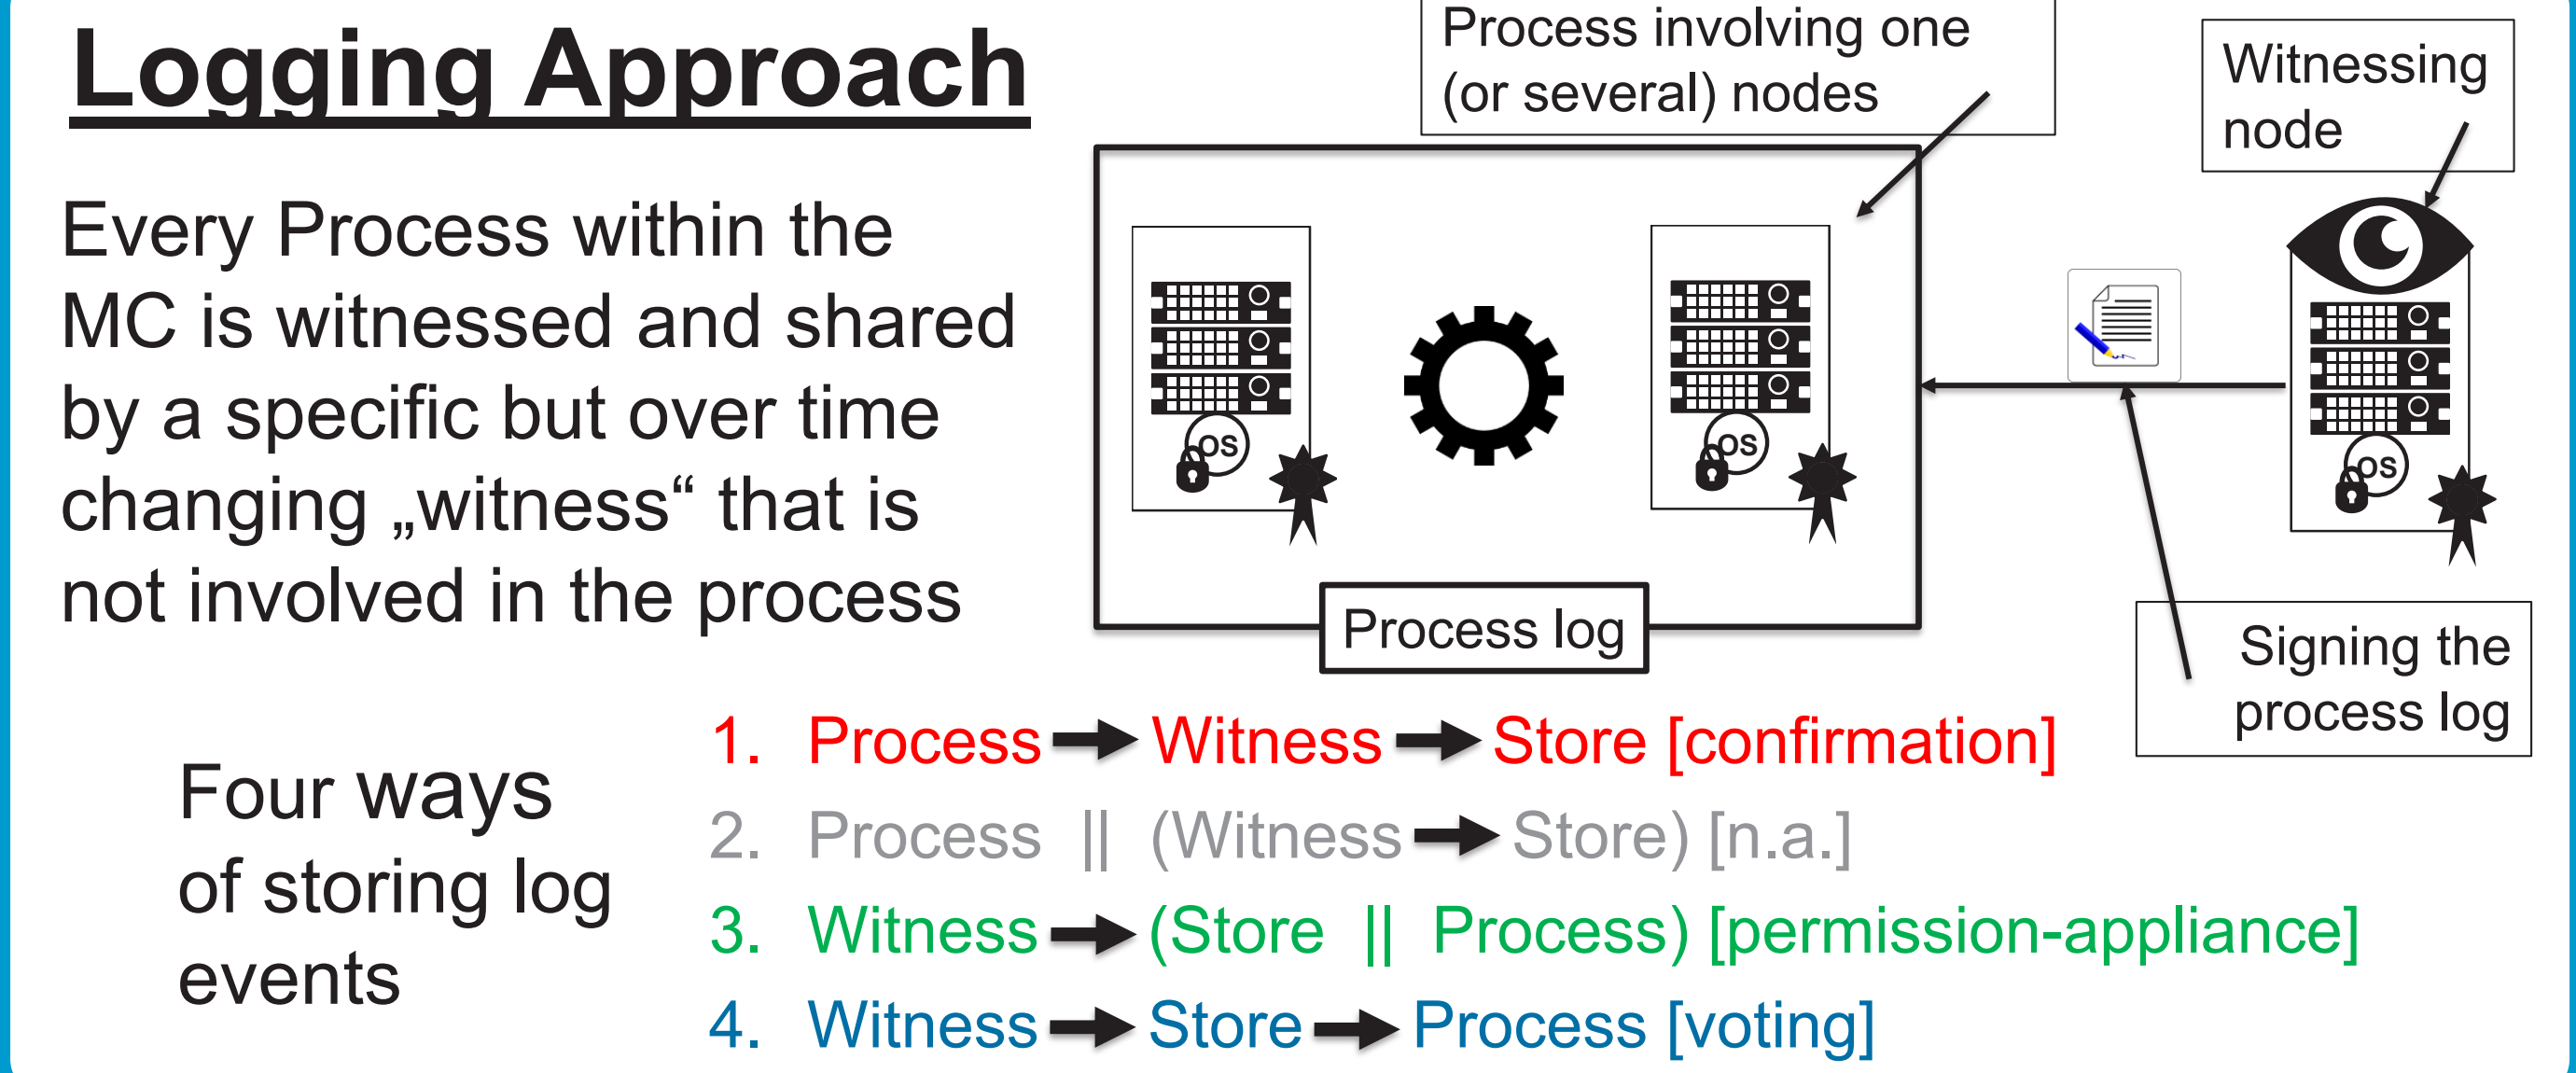 Logging Approach
Every Process within the
MC is witnessed and shared
by a specific but over time
changing „witness“ that is
not involved in the process
Process involving one
(or several) nodes
Witnessing
node
OS
OS
OS
Process log
Signing the
process log
Four ways
of storing log
events
1. Process → Witness → Store [confirmation]
2. Process || (Witness → Store) [n.a.]
3. Witness → (Store || Process) [permission-appliance]
4. Witness → Store → Process [voting]